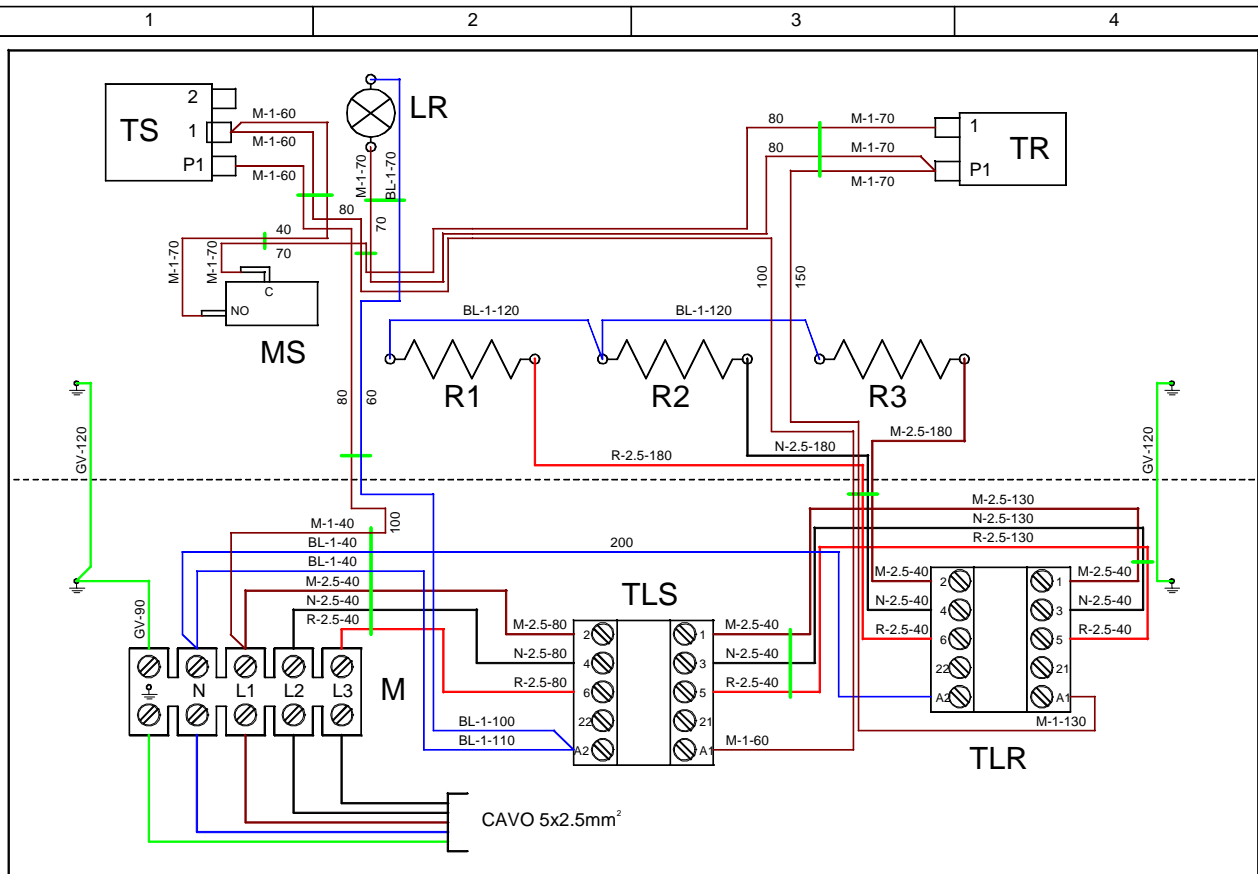 1 2 3 4
TS
2
1
P1
M-1-60
M-1-60
M-1-60
LR
M-1-70
BL-1-70
80
M-1-70
80
M-1-70
M-1-70
1
P1
TR
80
70
40
70
M-1-70
M-1-70
C
NO
MS
100
150
BL-1-120
BL-1-120
R1
R2
R3
80
60
GV-120
GV-120
R-2.5-180
N-2.5-180
M-2.5-180
M-1-40
100
BL-1-40
BL-1-40
200
M-2.5-40
N-2.5-40
R-2.5-40
GV-90
M-2.5-130
N-2.5-130
R-2.5-130
TLS
M-2.5-80
N-2.5-80
R-2.5-80
2
4
6
22
A2
1
3
5
21
A1
M-2.5-40
N-2.5-40
R-2.5-40
M-1-60
BL-1-100
BL-1-110
M-2.5-40
N-2.5-40
R-2.5-40
2
4
6
22
A2
1
3
5
21
A1
M-2.5-40
N-2.5-40
R-2.5-40
M-1-130
TLR
N L1 L2 L3
M
CAVO 5x2.5mm²